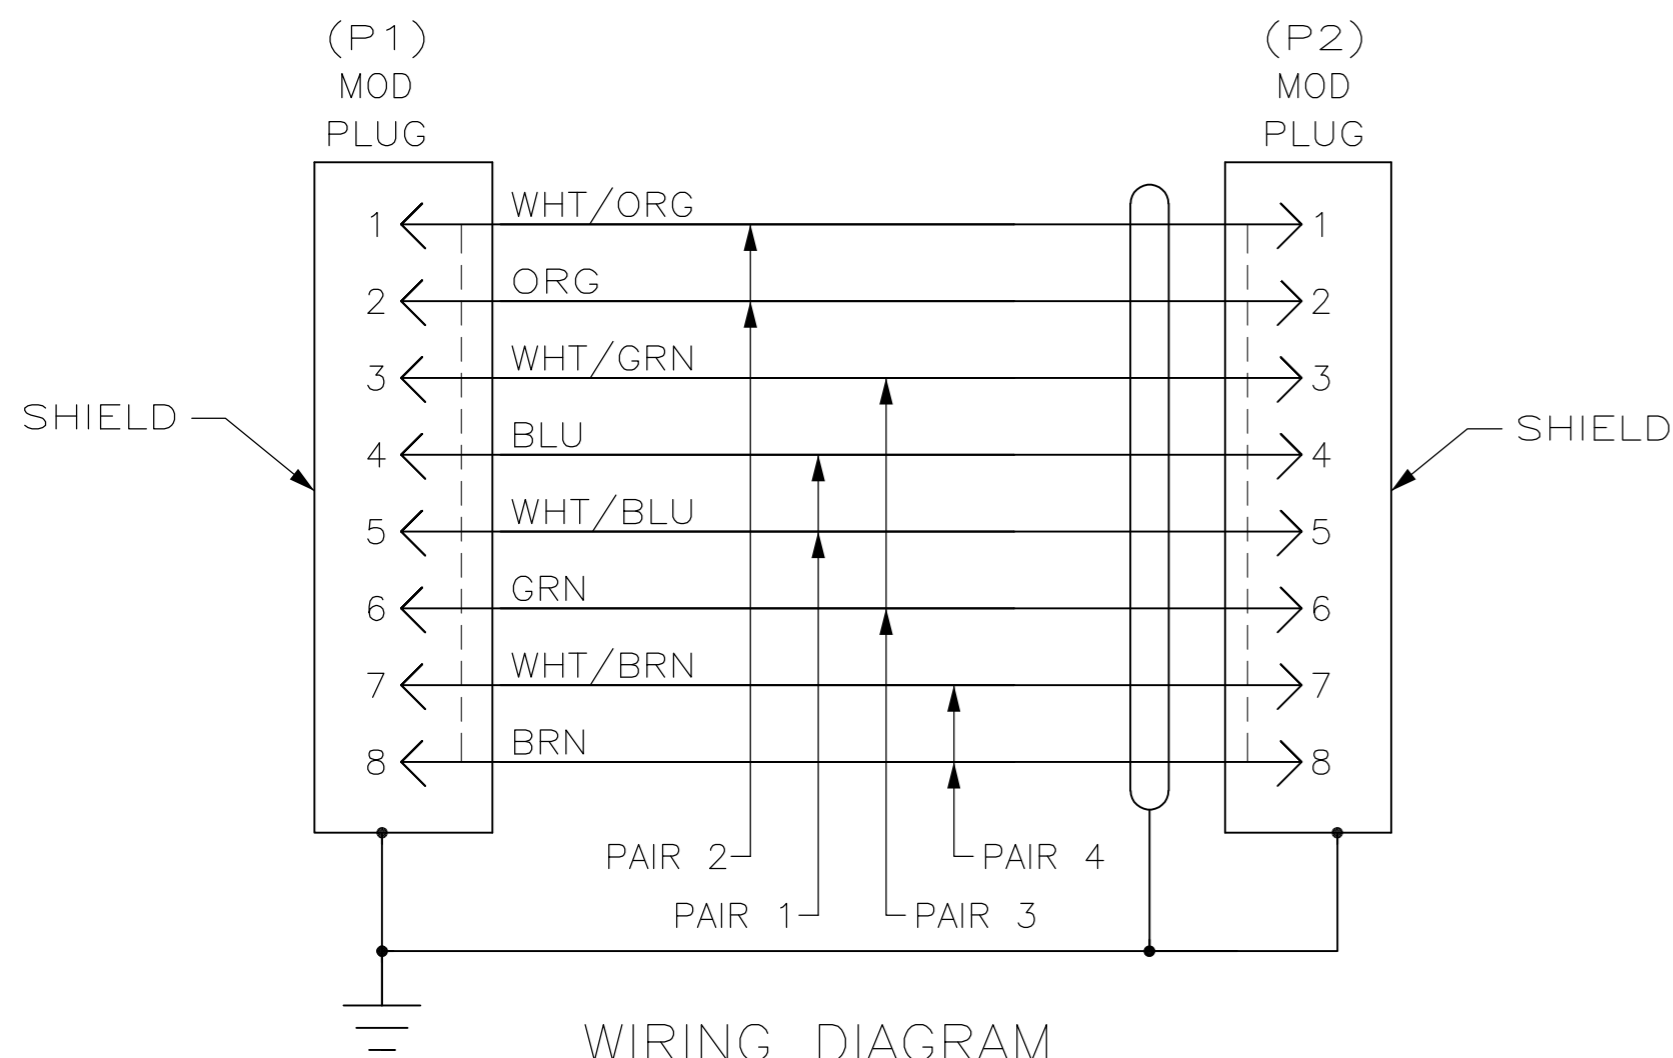 (P1)
MOD
PLUG
(P2)
MOD
PLUG
1 WHT/ORG 1
2 ORG 2
3 WHT/GRN 3
SHIELD
4 BLU 4
SHIELD
5 WHT/BLU 5
6 GRN 6
7 WHT/BRN 7
8 BRN 8
PAIR 2
PAIR 4
PAIR 1
PAIR 3
WIRING DIAGRAM